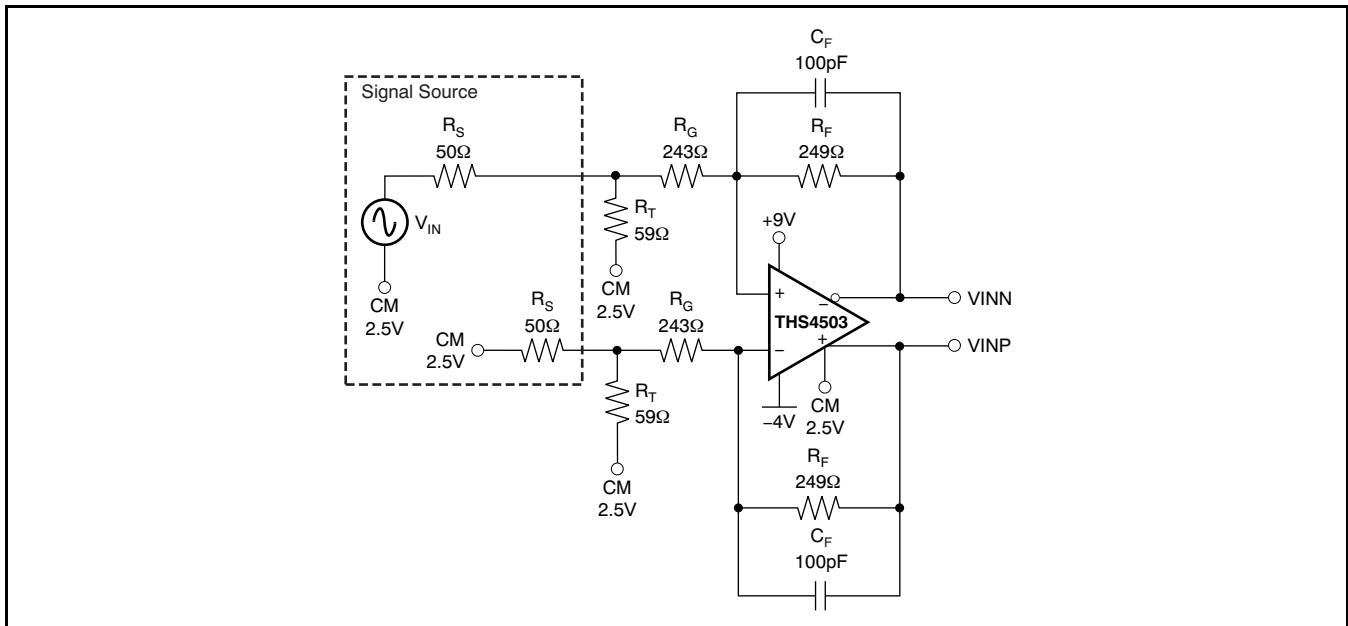 C_F
100pF
Signal Source
R_S
50Ω
R_G
243Ω
R_F
249Ω
V_IN
R_T
59Ω
+9V
CM
2.5V
CM
2.5V
R_S
50Ω
R_G
243Ω
+
−
THS4503
VINN
CM
2.5V
−
+
VINP
R_T
59Ω
−4V
CM
2.5V
CM
2.5V
R_F
249Ω
C_F
100pF